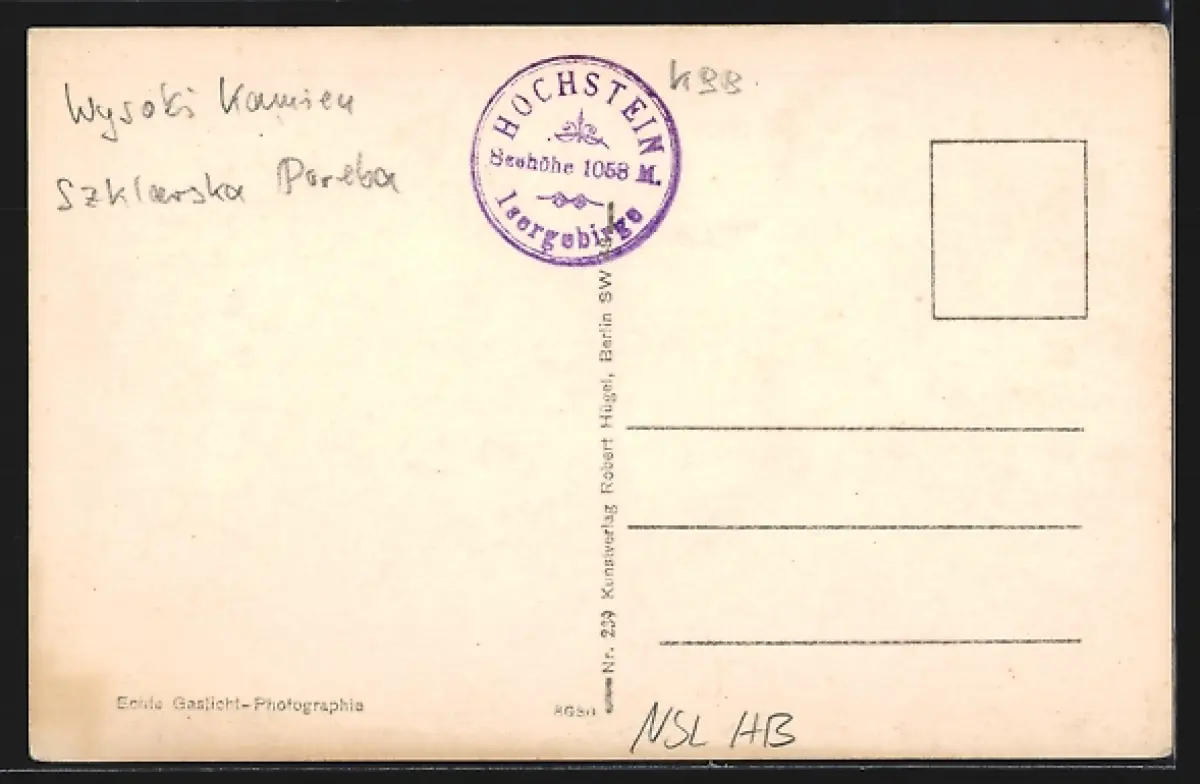 Wysoki Kamien
Szklarska Poreba
HOCHSTEIN
Seehöhe 1058 M.
Isergebirge
Nr. 239 Kunstverlag Robert Hügel, Berlin SW
Echte Gaslicht-Photographie
NSL HB